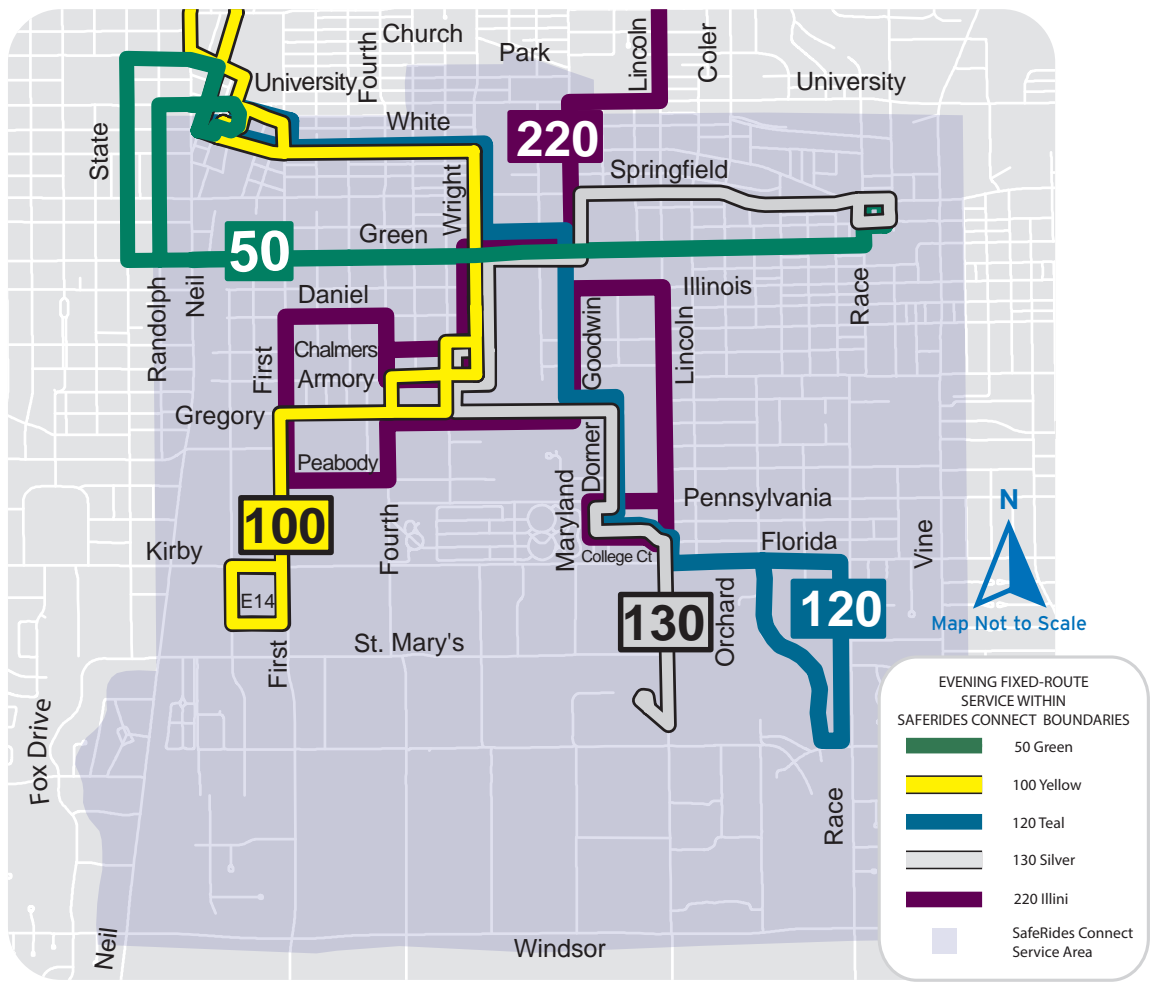 Church
Park
Fourth
Lincoln
Coler
University
University
White
220
State
Springfield
Wright
Green
50
Neil
Randolph
Daniel
Illinois
Race
Goodwin
Lincoln
First
Chalmers
Armory
Gregory
Peabody
Dorner
Maryland
Pennsylvania
100
Fourth
Kirby
College Ct
Florida
Vine
N
E14
120
130
Orchard
Map Not to Scale
St. Mary's
First
Fox Drive
Race
Neil
Windsor
EVENING FIXED-ROUTE
SERVICE WITHIN
SAFERIDES CONNECT BOUNDARIES
50 Green
100 Yellow
120 Teal
130 Silver
220 Illini
SafeRides Connect
Service Area